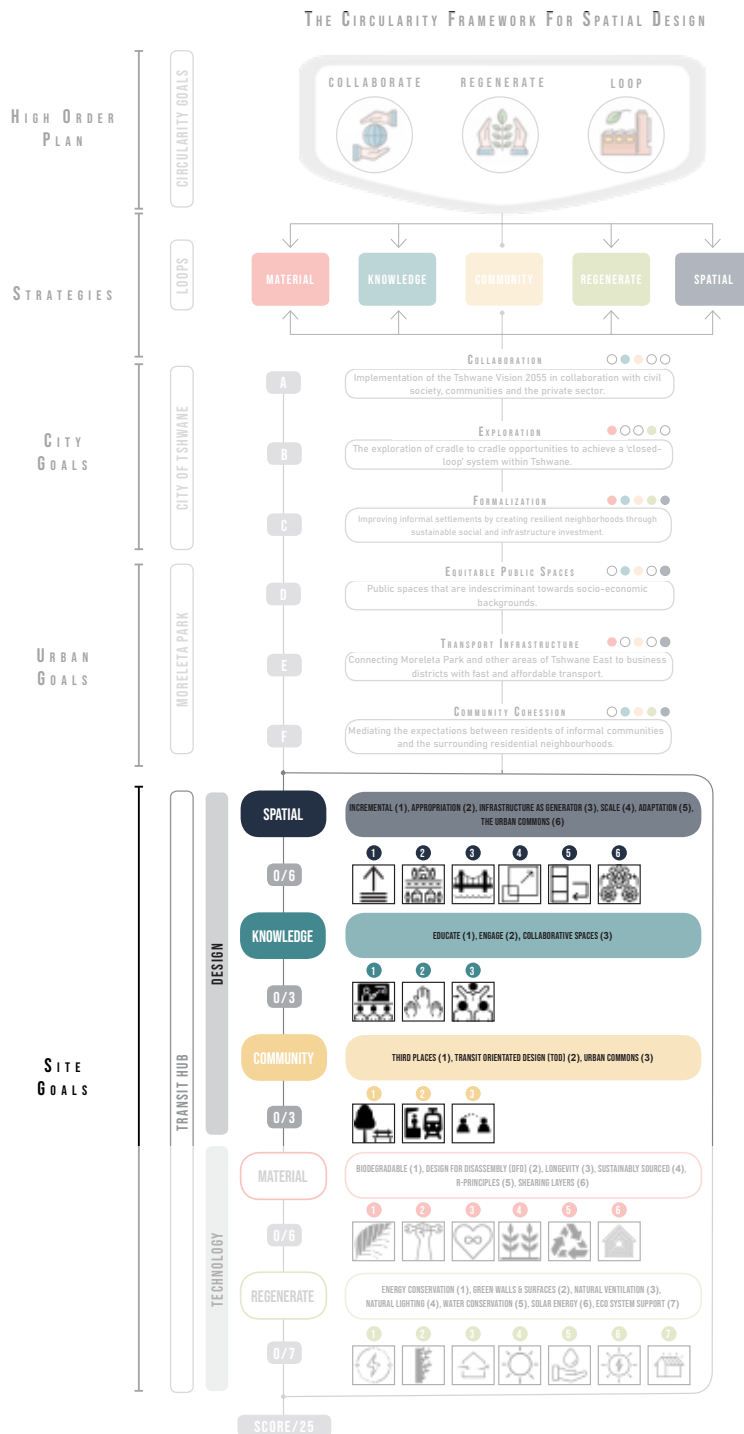 The Circularity Framework For Spatial Design
High Order
Plan
CIRCULARITY GOALS
COLLABORATE
REGENERATE
LOOP
Strategies
LOOPS
MATERIAL
KNOWLEDGE
COMMUNITY
REGENERATE
SPATIAL
City
Goals
CITY OF TSHWANE
A
Collaboration
Implementation of the Tshwane Vision 2055 in collaboration with civil
society, communities and the private sector.
B
Exploration
The exploration of cradle to cradle opportunities to achieve a 'closed-
loop' system within Tshwane.
C
Formalization
Improving informal settlements by creating resilient neighborhoods through
sustainable social and infrastructure investment.
Urban
Goals
MORELETA PARK
D
Equitable Public Spaces
Public spaces that are indescriminant towards socio-economic
backgrounds.
E
Transport Infrastructure
Connecting Moreleta Park and other areas of Tshwane East to business
districts with fast and affordable transport.
F
Community Cohession
Mediating the expectations between residents of informal communities
and the surrounding residential neighbourhoods.
Site
Goals
TRANSIT HUB
DESIGN
SPATIAL
INCREMENTAL (1), APPROPRIATION (2), INFRASTRUCTURE AS GENERATOR (3), SCALE (4), ADAPTATION (5),
THE URBAN COMMONS (6)
0/6
1 2 3 4 5 6
KNOWLEDGE
EDUCATE (1), ENGAGE (2), COLLABORATIVE SPACES (3)
0/3
1 2 3
COMMUNITY
THIRD PLACES (1), TRANSIT ORIENTATED DESIGN [TOD] (2), URBAN COMMONS (3)
0/3
1 2 3
TECHNOLOGY
MATERIAL
BIODEGRADABLE (1), DESIGN FOR DISASSEMBLY [DFD] (2), LONGEVITY (3), SUSTAINABLY SOURCED (4),
R-PRINCIPLES (5), SHEARING LAYERS (6)
0/6
1 2 3 4 5 6
REGENERATE
ENERGY CONSERVATION (1), GREEN WALLS & SURFACES (2), NATURAL VENTILATION (3),
NATURAL LIGHTING (4), WATER CONSERVATION (5), SOLAR ENERGY (6), ECO SYSTEM SUPPORT (7)
0/7
1 2 3 4 5 6 7
SCORE/25